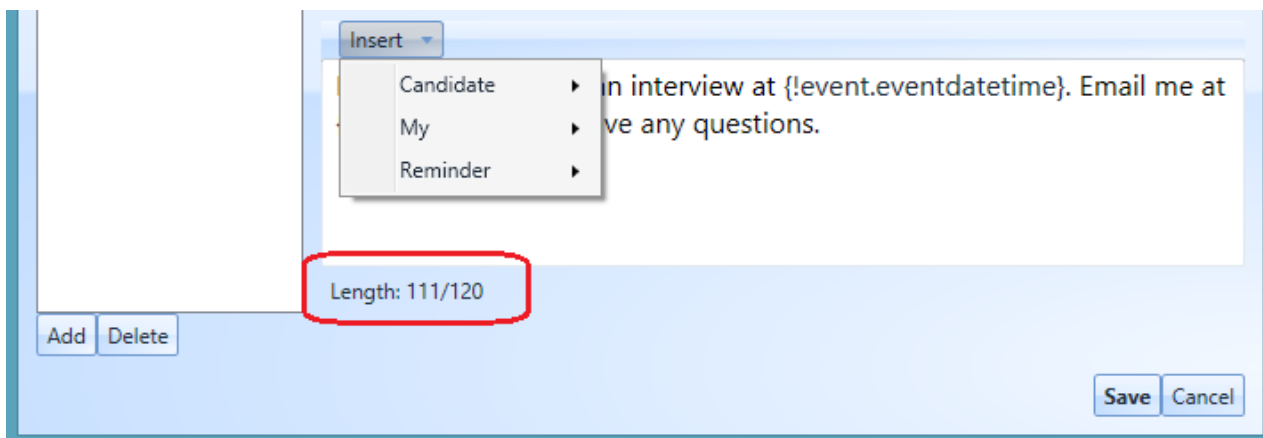 Insert
Candidate
in interview at {!event.eventdatetime}. Email me at
My
ve any questions.
Reminder
Length: 111/120
Add Delete
Save Cancel